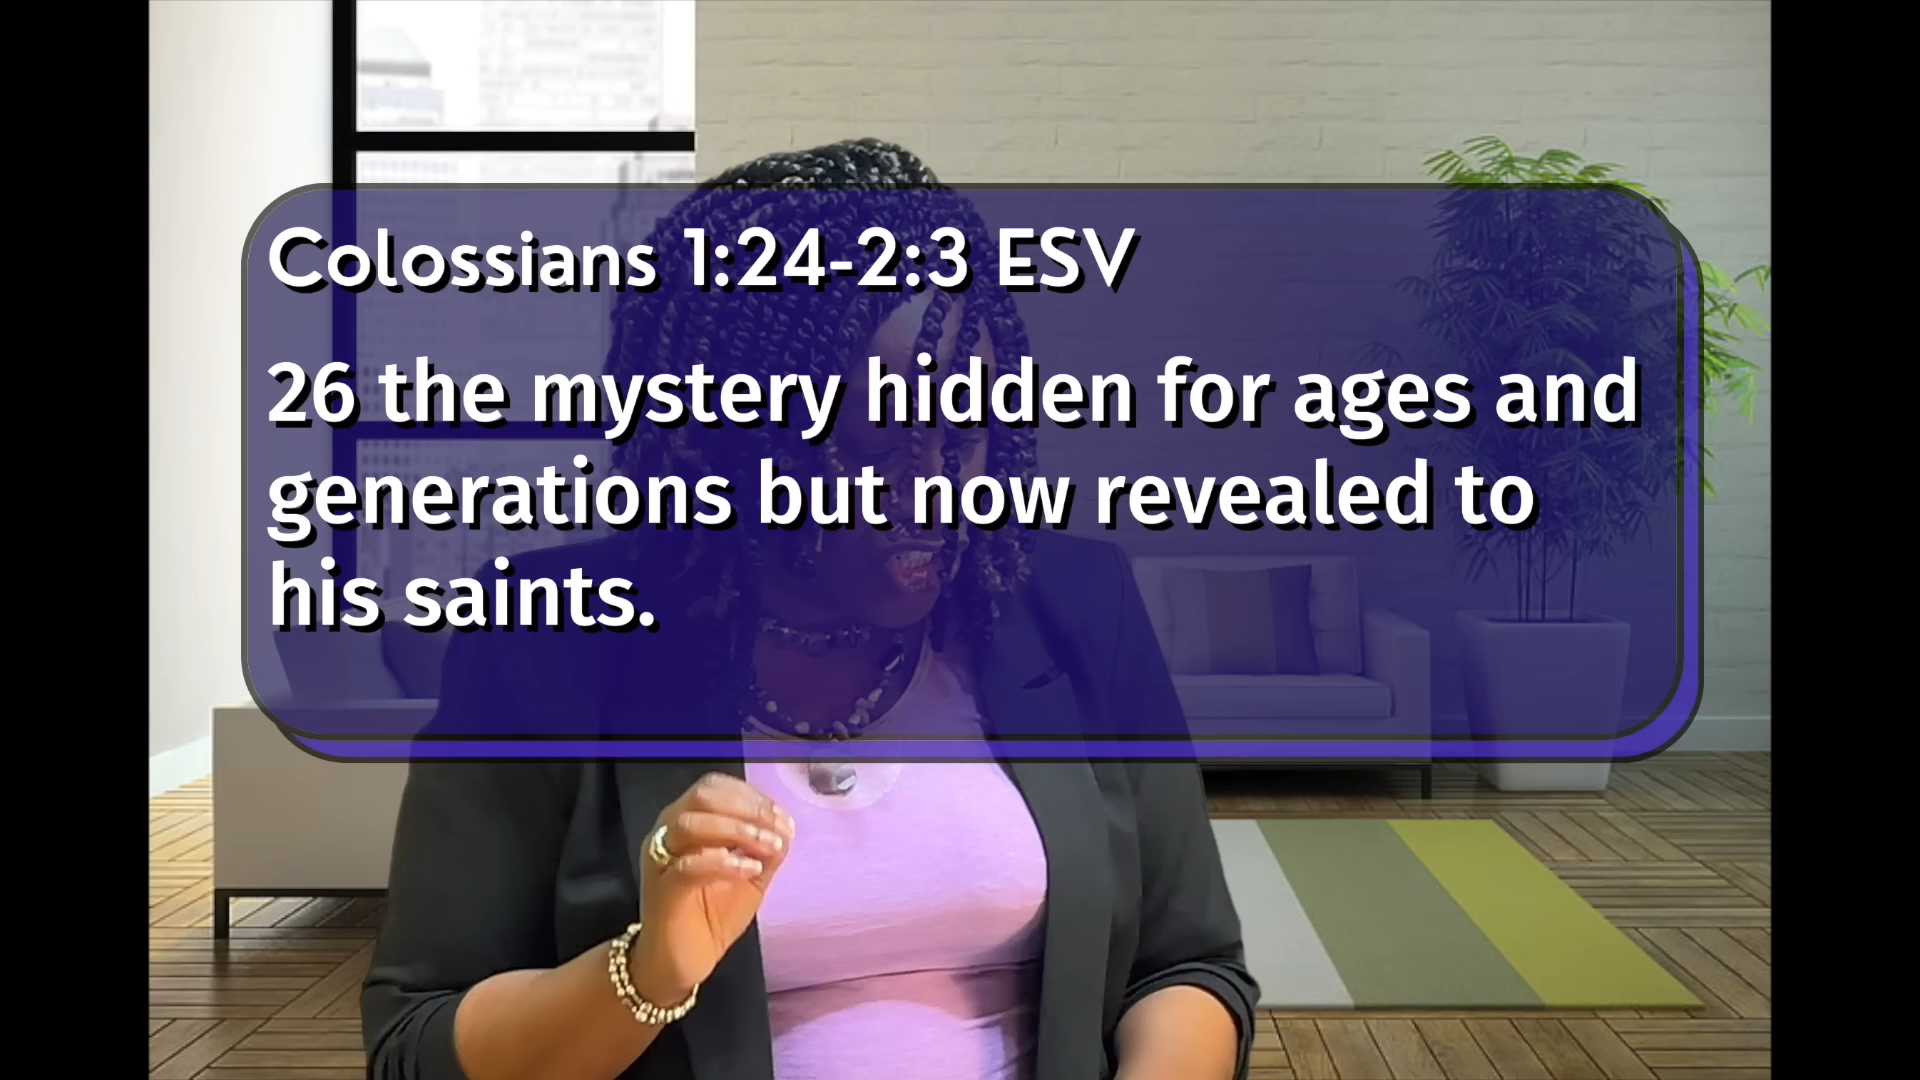 Colossians 1:24-2:3 ESV
26 the mystery hidden for ages and
generations but now revealed to
his saints.